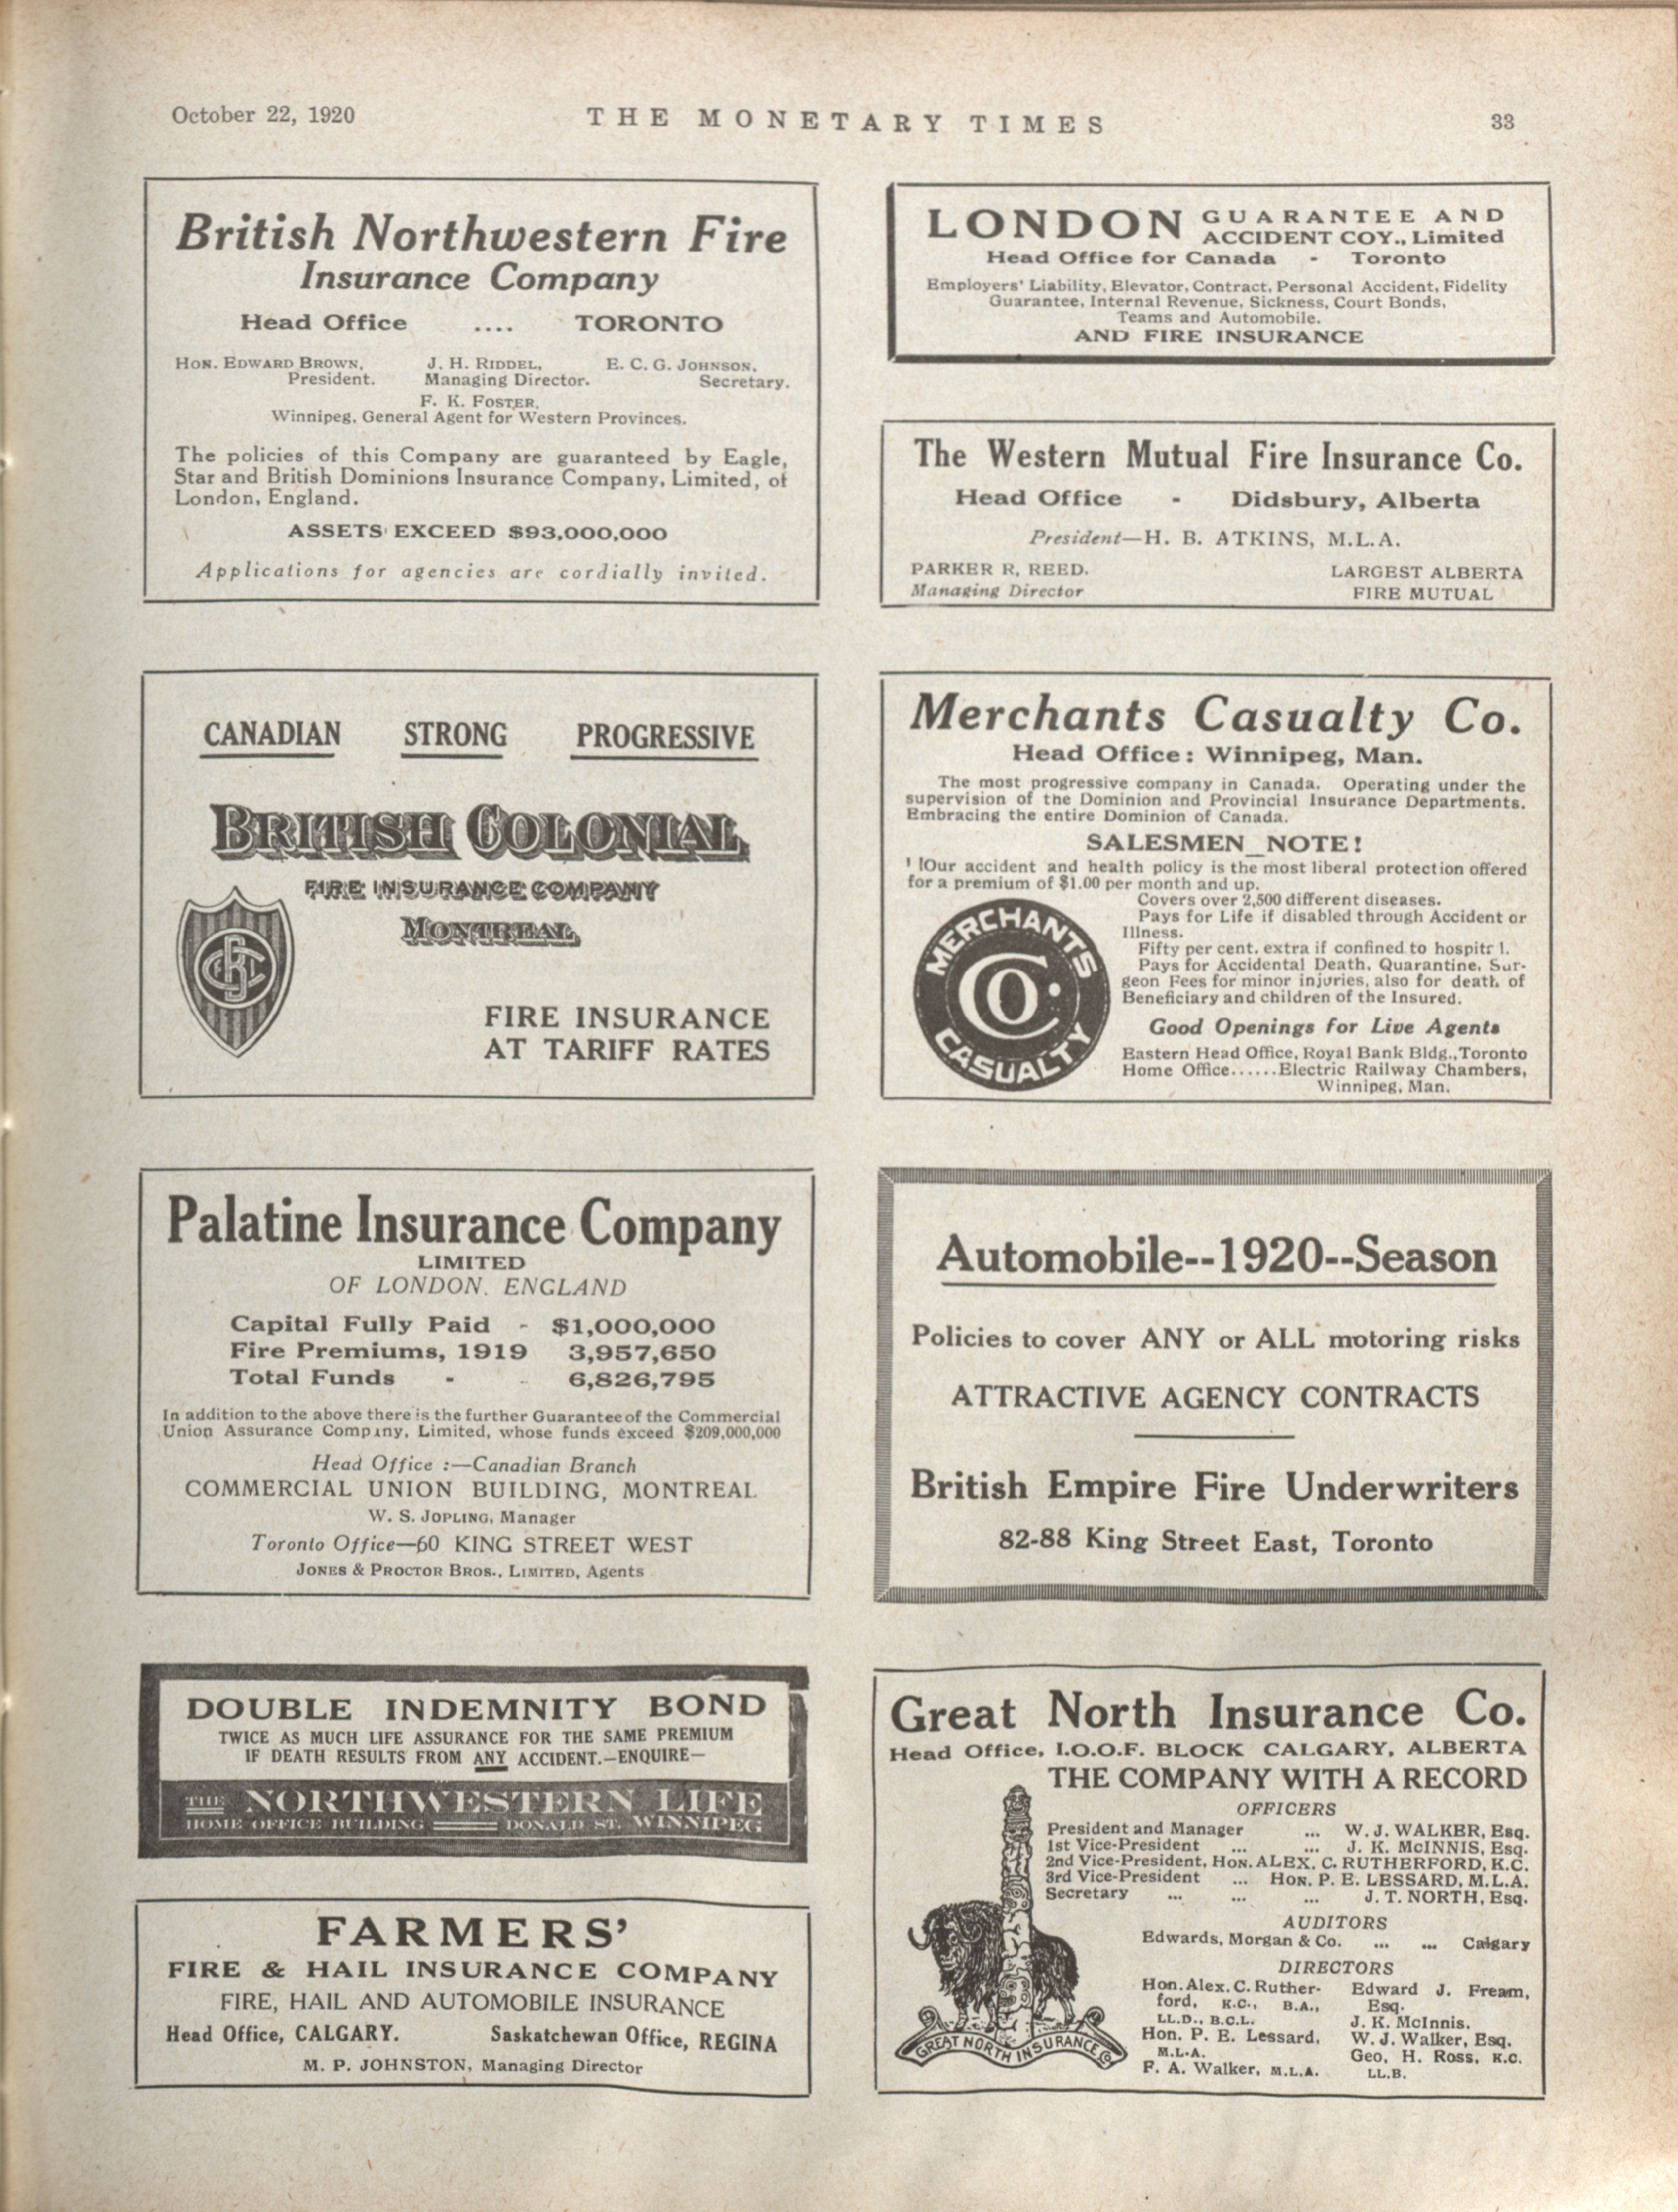 October 22, 1920
THE MONETARY TIMES
33
British Northwestern Fire
Insurance Company
Head Office .... TORONTO
HON. EDWARD BROWN, J. H. RIDDEL, E. C. G. JOHNSON,
President. Managing Director. Secretary.
F. K. FOSTER,
Winnipeg, General Agent for Western Provinces.
The policies of this Company are guaranteed by Eagle,
Star and British Dominions Insurance Company, Limited, of
London, England.
ASSETS EXCEED $93,000,000
Applications for agencies are cordially invited.
CANADIAN STRONG PROGRESSIVE
BRITISH COLONIAL
FIRE INSURANCE COMPANY
MONTREAL
FIRE INSURANCE
AT TARIFF RATES
Palatine Insurance Company
LIMITED
OF LONDON, ENGLAND
Capital Fully Paid - $1,000,000
Fire Premiums, 1919 3,957,650
Total Funds - - 6,826,795
In addition to the above there is the further Guarantee of the Commercial
Union Assurance Company, Limited, whose funds exceed $209,000,000
Head Office :—Canadian Branch
COMMERCIAL UNION BUILDING, MONTREAL
W. S. JOPLING, Manager
Toronto Office—60 KING STREET WEST
JONES & PROCTOR BROS., LIMITED, Agents
DOUBLE INDEMNITY BOND
TWICE AS MUCH LIFE ASSURANCE FOR THE SAME PREMIUM
IF DEATH RESULTS FROM ANY ACCIDENT.—ENQUIRE—
THE NORTHWESTERN LIFE
HOME OFFICE BUILDING DONALD ST. WINNIPEG
FARMERS'
FIRE & HAIL INSURANCE COMPANY
FIRE, HAIL AND AUTOMOBILE INSURANCE
Head Office, CALGARY. Saskatchewan Office, REGINA
M. P. JOHNSTON, Managing Director
LONDON GUARANTEE AND
ACCIDENT COY., Limited
Head Office for Canada - Toronto
Employers' Liability, Elevator, Contract, Personal Accident, Fidelity
Guarantee, Internal Revenue, Sickness, Court Bonds,
Teams and Automobile.
AND FIRE INSURANCE
The Western Mutual Fire Insurance Co.
Head Office - Didsbury, Alberta
President—H. B. ATKINS, M.L.A.
PARKER R. REED. LARGEST ALBERTA
Managing Director FIRE MUTUAL
Merchants Casualty Co.
Head Office: Winnipeg, Man.
The most progressive company in Canada. Operating under the
supervision of the Dominion and Provincial Insurance Departments.
Embracing the entire Dominion of Canada.
SALESMEN NOTE!
Our accident and health policy is the most liberal protection offered
for a premium of $1.00 per month and up.
Covers over 2,500 different diseases.
Pays for Life if disabled through Accident or
Illness.
Fifty per cent. extra if confined to hospital.
Pays for Accidental Death, Quarantine, Sur-
geon Fees for minor injuries, also for death of
Beneficiary and children of the Insured.
Good Openings for Live Agents
Eastern Head Office, Royal Bank Bldg., Toronto
Home Office......Electric Railway Chambers,
Winnipeg, Man.
MERCHANTS
CO.
CASUALTY
Automobile--1920--Season
Policies to cover ANY or ALL motoring risks
ATTRACTIVE AGENCY CONTRACTS
British Empire Fire Underwriters
82-88 King Street East, Toronto
Great North Insurance Co.
Head Office, I.O.O.F. BLOCK CALGARY, ALBERTA
THE COMPANY WITH A RECORD
OFFICERS
President and Manager ... W. J. WALKER, Esq.
1st Vice-President ... ... J. K. McINNIS, Esq.
2nd Vice-President, HON. ALEX. C. RUTHERFORD, K.C.
3rd Vice-President ... HON. P. E. LESSARD, M.L.A.
Secretary ... ... ... J. T. NORTH, Esq.
AUDITORS
Edwards, Morgan & Co. ... ... Calgary
DIRECTORS
Hon. Alex. C. Ruther- Edward J. Fream,
ford, K.C., B.A., Esq.
LL.D., B.C.L. J. K. McInnis.
Hon. P. E. Lessard, W. J. Walker, Esq.
M.L.A. Geo. H. Ross, K.C.
F. A. Walker, M.L.A. LL.B.
GREAT NORTH INSURANCE Co